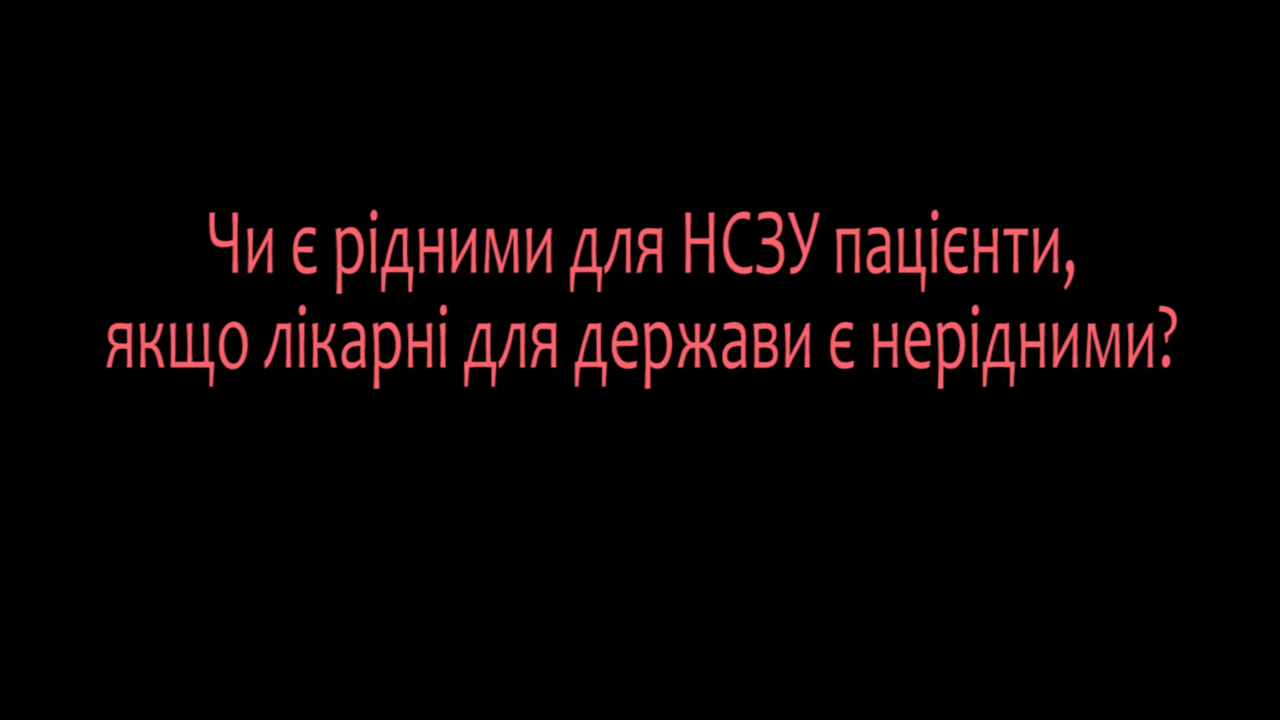 Чи є рідними для НСЗУ пацієнти,
якщо лікарні для держави є нерідними?